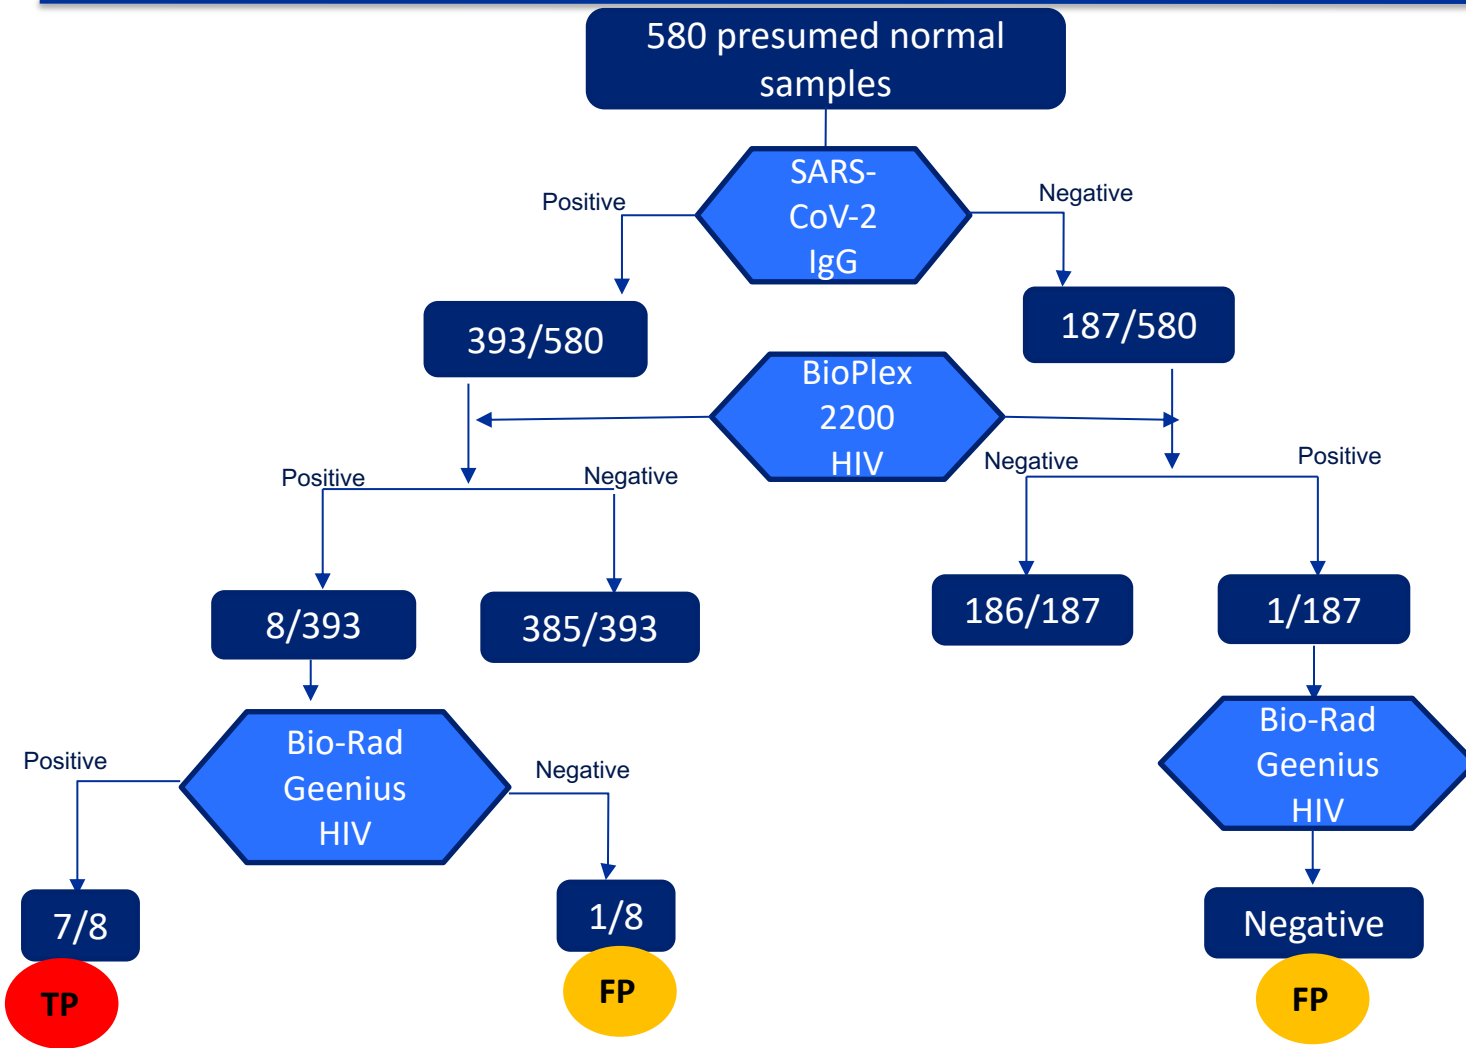 580 presumed normal
samples
SARS-
CoV-2
IgG
Positive
Negative
393/580
187/580
BioPlex
2200
HIV
Positive
Negative
Negative
Positive
8/393
385/393
186/187
1/187
Bio-Rad
Geenius
HIV
Bio-Rad
Geenius
HIV
Positive
Negative
7/8
1/8
Negative
TP
FP
FP